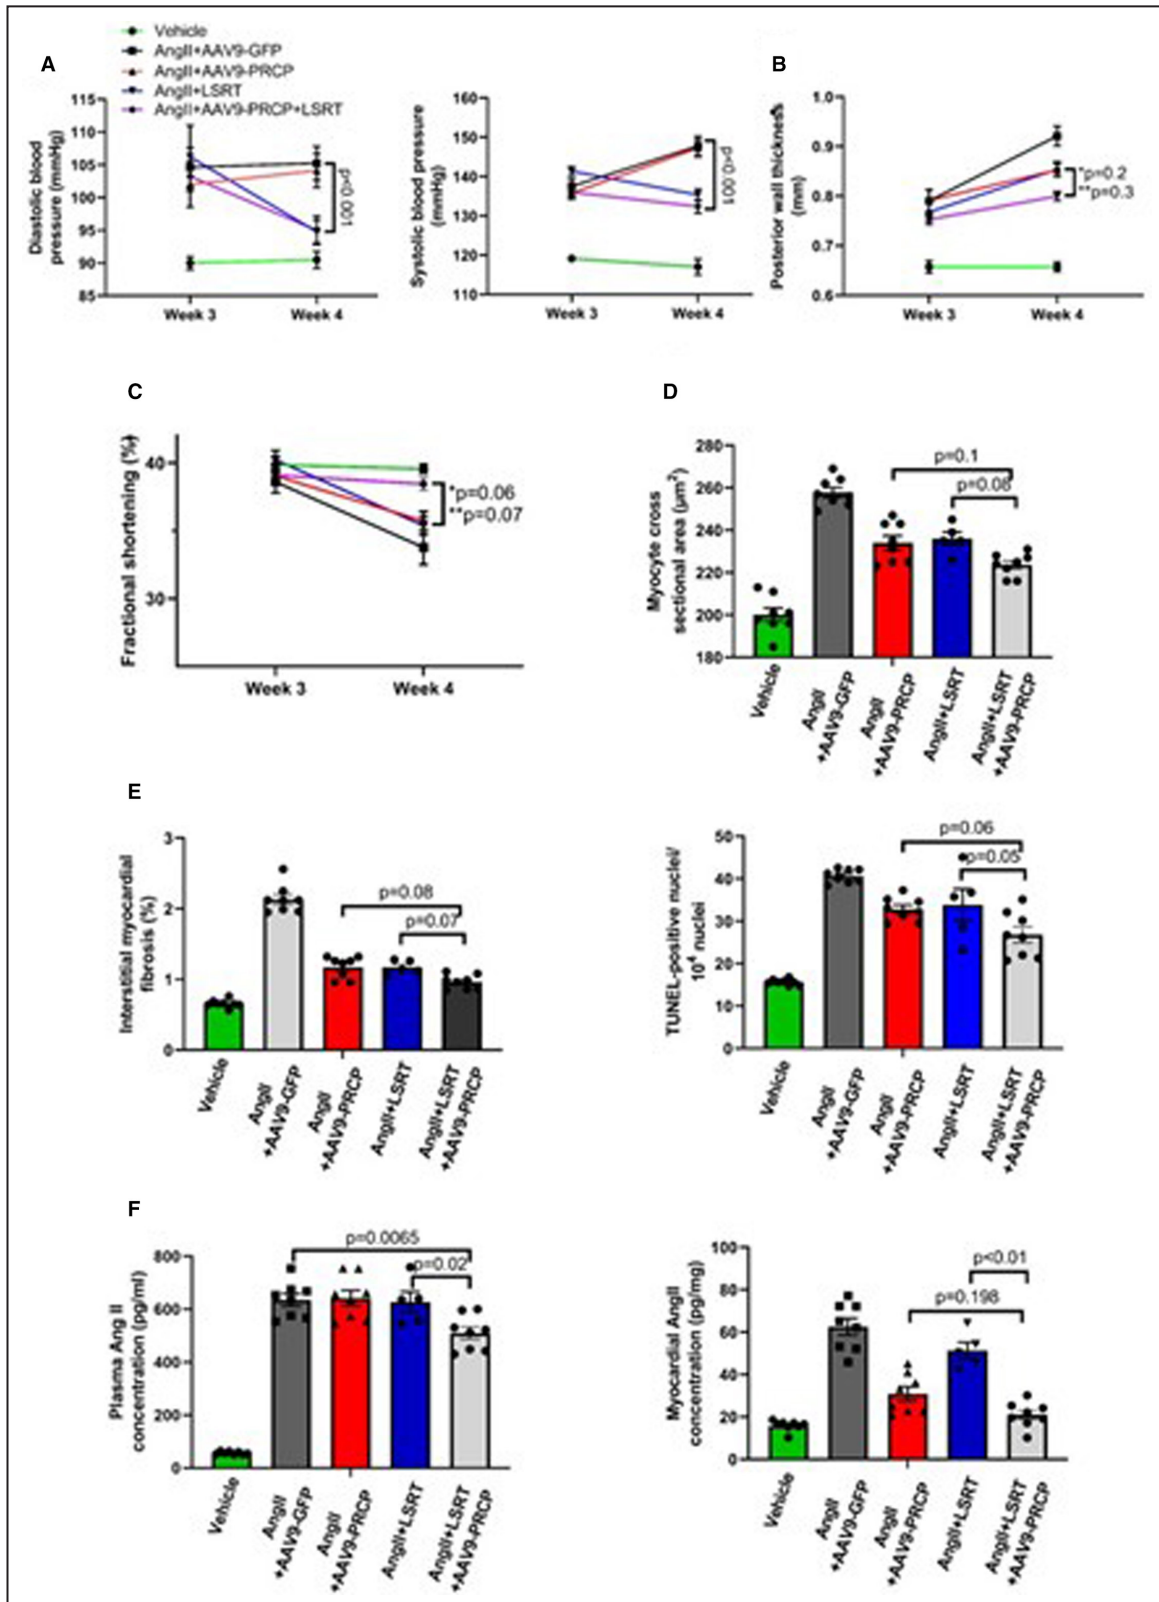 Vehicle
AngII+AAV9-GFP
AngII+AAV9-PRCP
AngII+LSRT
AngII+AAV9-PRCP+LSRT
A
Diastolic blood
pressure (mmHg)
115
110
105
100
95
90
85
p<0.001
Week 3
Week 4
Systolic blood pressure
(mmHg)
160
150
140
130
120
110
p<0.001
Week 3
Week 4
B
Posterior wall thickness
(mm)
1.0
0.9
0.8
0.7
0.6
*p=0.2
**p=0.3
Week 3
Week 4
C
Fractional shortening (%)
40
30
*p=0.06
**p=0.07
Week 3
Week 4
D
Myocyte cross
sectional area (µm²)
280
260
240
220
200
180
p=0.1
p=0.08
Vehicle
AngII
+AAV9-GFP
AngII
+AAV9-PRCP
AngII+LSRT
AngII+LSRT
+AAV9-PRCP
E
Interstitial myocardial
fibrosis (%)
3
2
1
0
p=0.08
p=0.07
Vehicle
AngII
+AAV9-GFP
AngII
+AAV9-PRCP
AngII+LSRT
AngII+LSRT
+AAV9-PRCP
TUNEL-positive nuclei/
10⁴ nuclei
50
40
30
20
10
0
p=0.06
p=0.05
Vehicle
AngII
+AAV9-GFP
AngII
+AAV9-PRCP
AngII+LSRT
AngII+LSRT
+AAV9-PRCP
F
Plasma Ang II
concentration (pg/ml)
800
600
400
200
0
p=0.0065
p=0.02
Vehicle
AngII
+AAV9-GFP
AngII
+AAV9-PRCP
AngII+LSRT
AngII+LSRT
+AAV9-PRCP
Myocardial AngII
concentration (pg/mg)
100
80
60
40
20
0
p<0.01
p=0.198
Vehicle
AngII
+AAV9-GFP
AngII
+AAV9-PRCP
AngII+LSRT
AngII+LSRT
+AAV9-PRCP